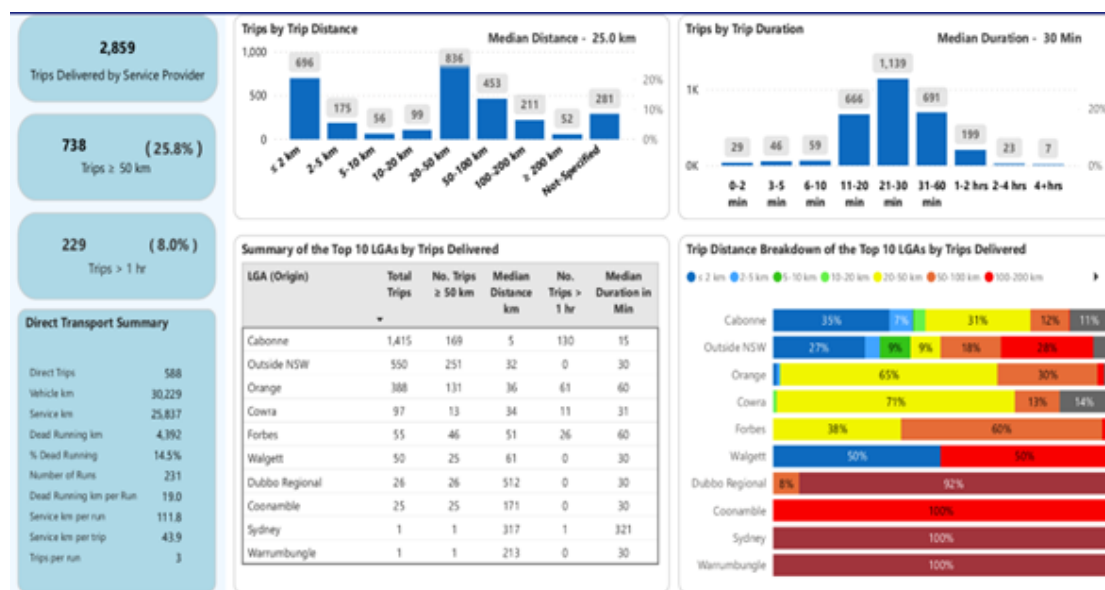 2,859
Trips Delivered by Service Provider
738 (25.8%)
Trips ≥ 50 km
229 (8.0%)
Trips > 1 hr
Direct Transport Summary
Direct Trips 588
Vehicle km 30,229
Service km 25,837
Dead Running km 4,392
% Dead Running 14.5%
Number of Runs 231
Dead Running km per Run 19.0
Service km per run 111.8
Service km per trip 43.9
Trips per run 3
Trips by Trip Distance
Median Distance - 25.0 km
1,000
500
0
696
175
56
99
836
453
211
52
281
20%
10%
0%
≤ 2 km
2-5 km
5-10 km
10-20 km
20-50 km
50-100 km
100-200 km
≥ 200 km
Not-Specified
Trips by Trip Duration
Median Duration - 30 Min
1K
0K
29
46
59
666
1,139
691
199
23
7
20%
0%
0-2 min
3-5 min
6-10 min
11-20 min
21-30 min
31-60 min
1-2 hrs
2-4 hrs
4+hrs
Summary of the Top 10 LGAs by Trips Delivered
LGA (Origin) Total Trips No. Trips ≥ 50 km Median Distance km No. Trips > 1 hr Median Duration in Min
Cabonne 1,415 169 5 130 15
Outside NSW 550 251 32 0 30
Orange 388 131 36 61 60
Cowra 97 13 34 11 31
Forbes 55 46 51 26 60
Walgett 50 25 61 0 30
Dubbo Regional 26 26 512 0 30
Coonamble 25 25 171 0 30
Sydney 1 1 317 1 321
Warrumbungle 1 1 213 0 30
Trip Distance Breakdown of the Top 10 LGAs by Trips Delivered
≤ 2 km 2-5 km 5-10 km 10-20 km 20-50 km 50-100 km 100-200 km
Cabonne 35% 7% 31% 12% 11%
Outside NSW 27% 9% 9% 18% 28%
Orange 65% 30%
Cowra 71% 13% 14%
Forbes 38% 60%
Walgett 50% 50%
Dubbo Regional 8% 92%
Coonamble 100%
Sydney 100%
Warrumbungle 100%